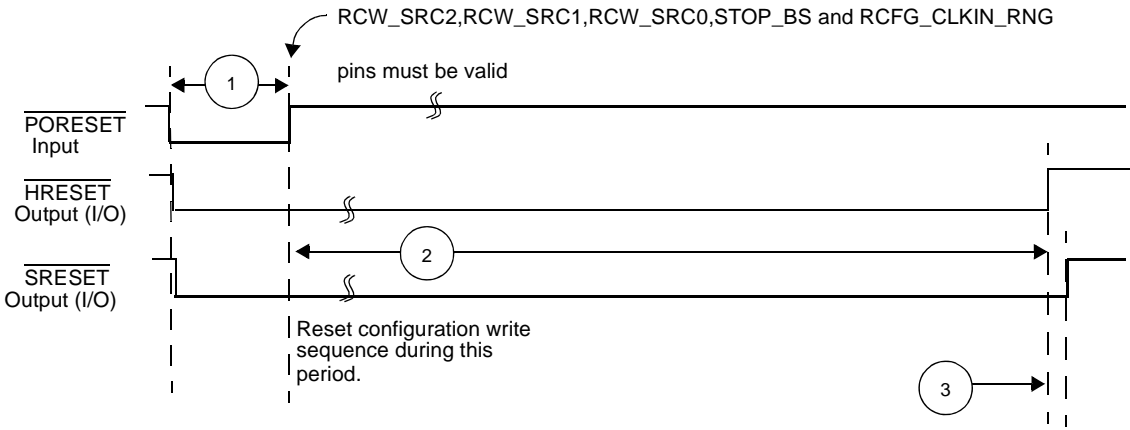 RCW_SRC2,RCW_SRC1,RCW_SRC0,STOP_BS and RCFG_CLKIN_RNG
pins must be valid
1
PORESET
Input
HRESET
Output (I/O)
2
SRESET
Output (I/O)
Reset configuration write
sequence during this
period.
3